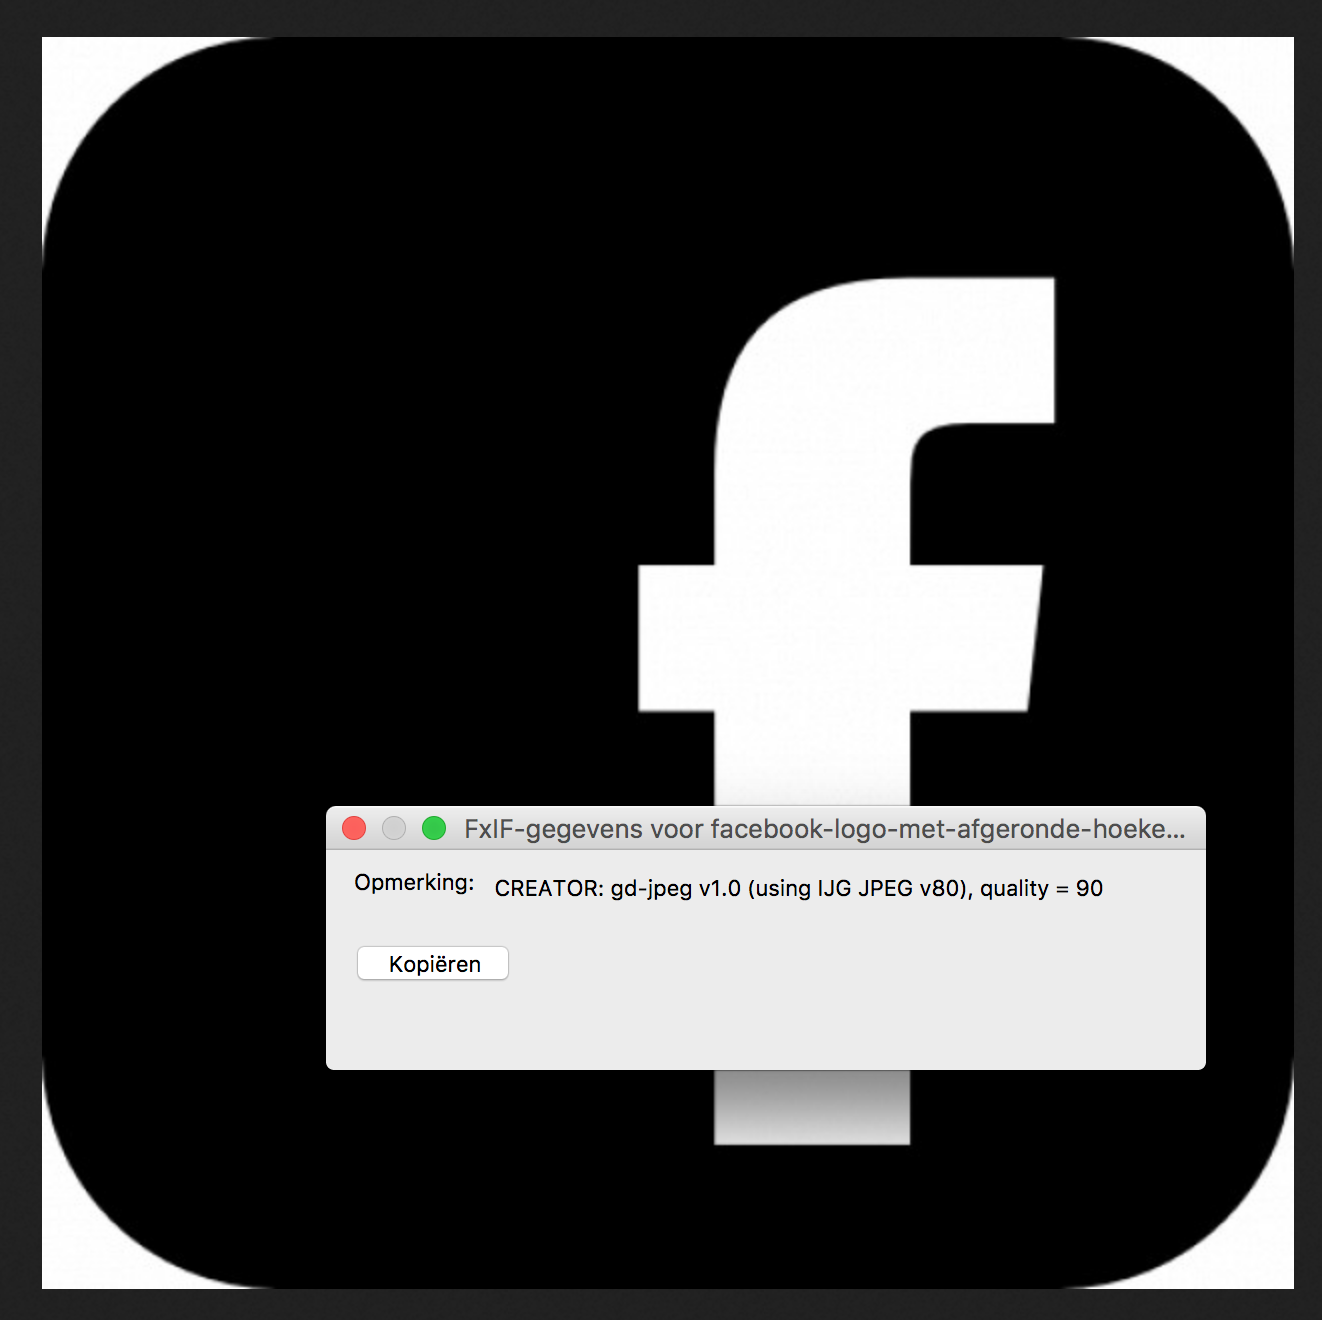 f
FxIF-gegevens voor facebook-logo-met-afgeronde-hoeke...
Opmerking: CREATOR: gd-jpeg v1.0 (using IJG JPEG v80), quality = 90
Kopiëren